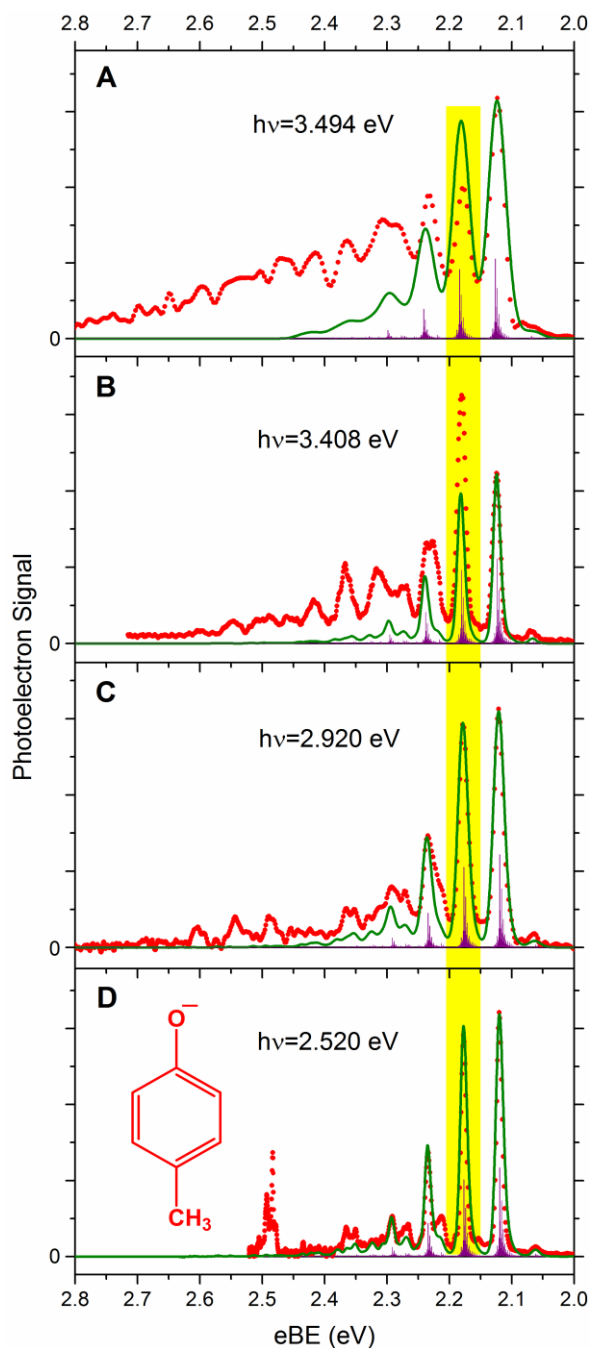 2.8 2.7 2.6 2.5 2.4 2.3 2.2 2.1 2.0
A
hν=3.494 eV
0
B
hν=3.408 eV
0
Photoelectron Signal
C
hν=2.920 eV
0
D
O−
hν=2.520 eV
CH3
0
2.8 2.7 2.6 2.5 2.4 2.3 2.2 2.1 2.0
eBE (eV)